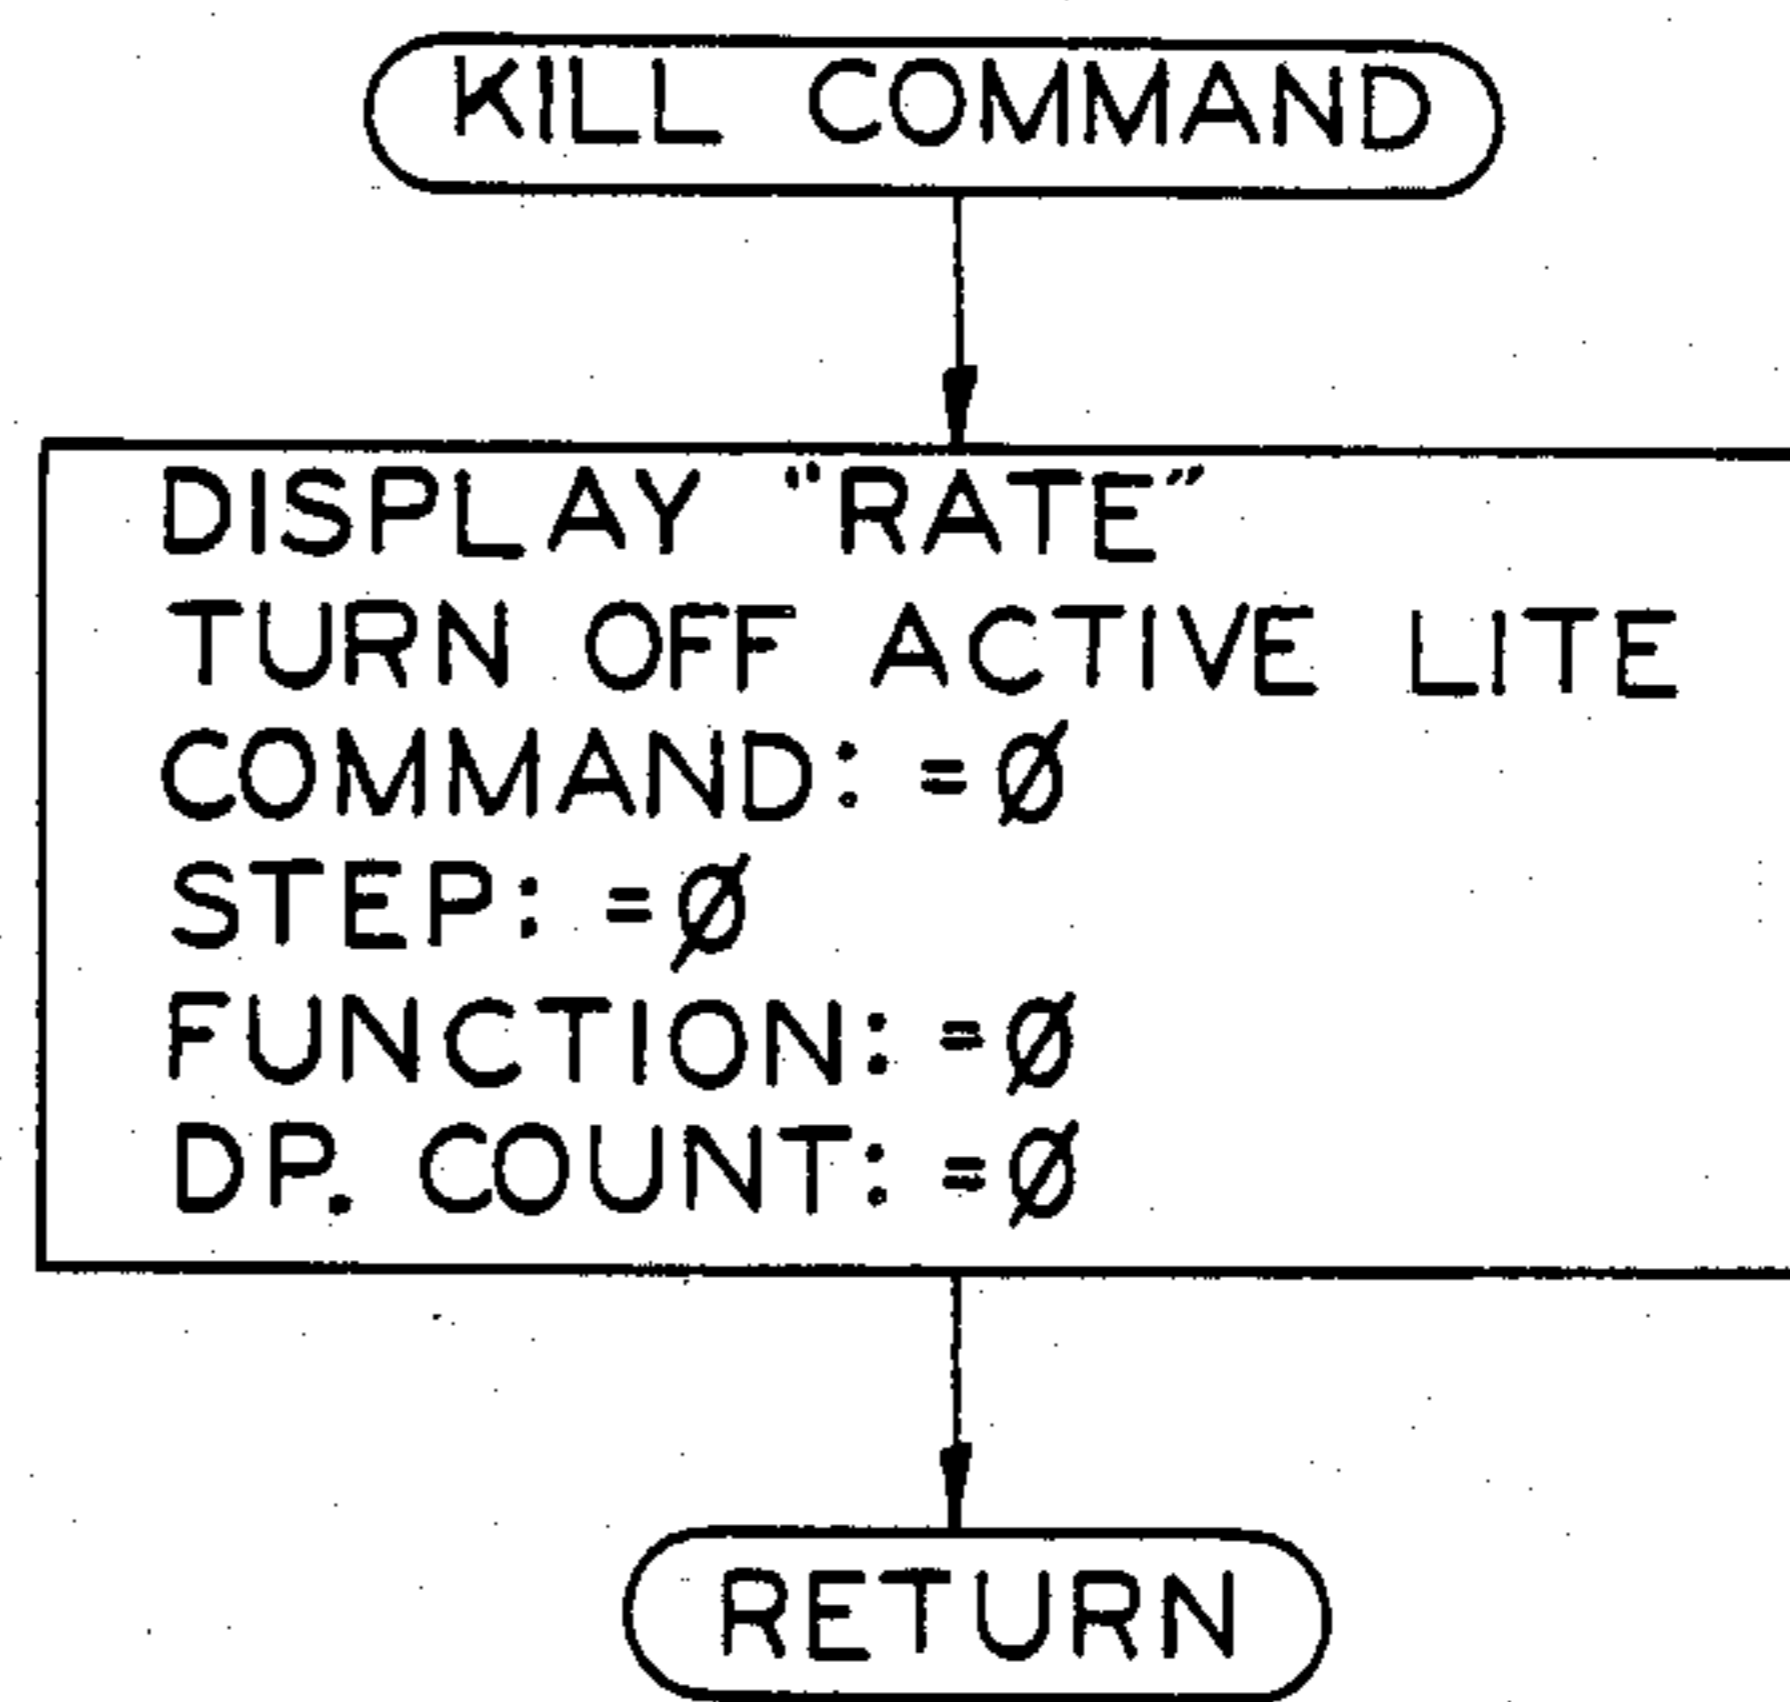 KILL COMMAND
DISPLAY "RATE"
TURN OFF ACTIVE LITE
COMMAND: =Ø
STEP: =Ø
FUNCTION: =Ø
DP. COUNT: =Ø
RETURN